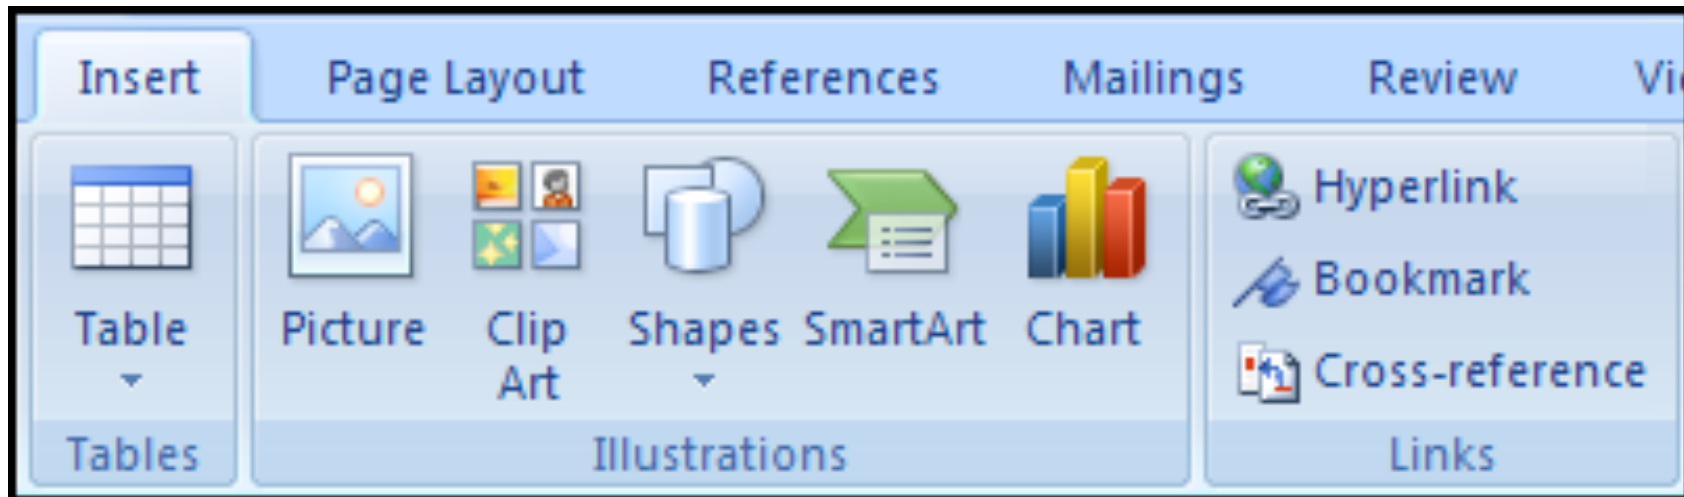 Insert Page Layout References Mailings Review
Table
Tables
Picture Clip Art Shapes SmartArt Chart
Illustrations
Hyperlink
Bookmark
Cross-reference
Links